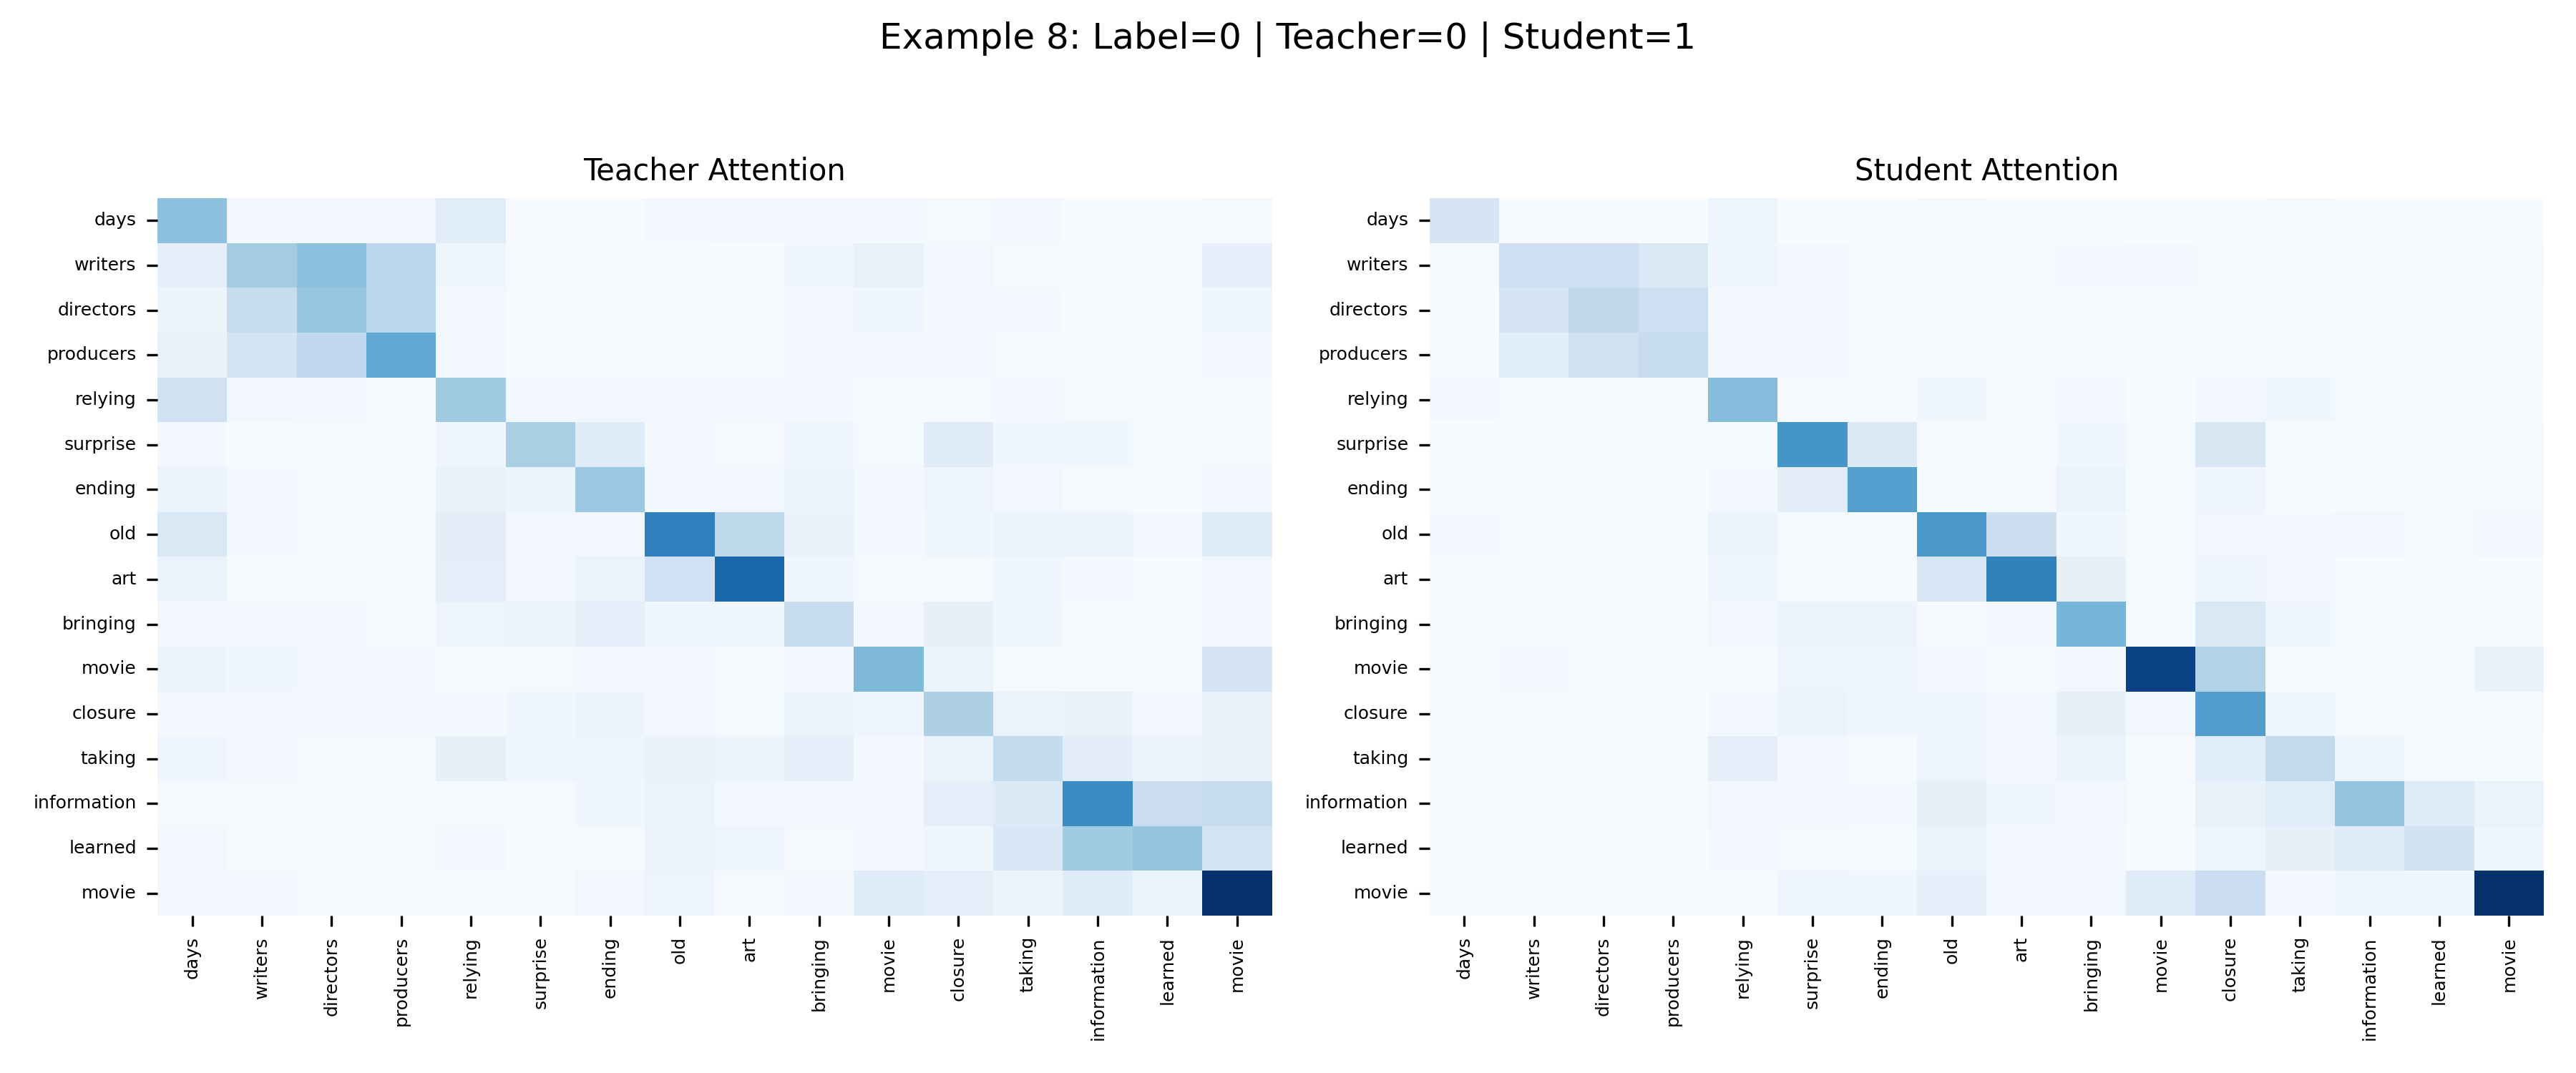 Example 8: Label=0 | Teacher=0 | Student=1
Teacher Attention
days
writers
directors
producers
relying
surprise
ending
old
art
bringing
movie
closure
taking
information
learned
movie
days
writers
directors
producers
relying
surprise
ending
old
art
bringing
movie
closure
taking
information
learned
movie
Student Attention
days
writers
directors
producers
relying
surprise
ending
old
art
bringing
movie
closure
taking
information
learned
movie
days
writers
directors
producers
relying
surprise
ending
old
art
bringing
movie
closure
taking
information
learned
movie